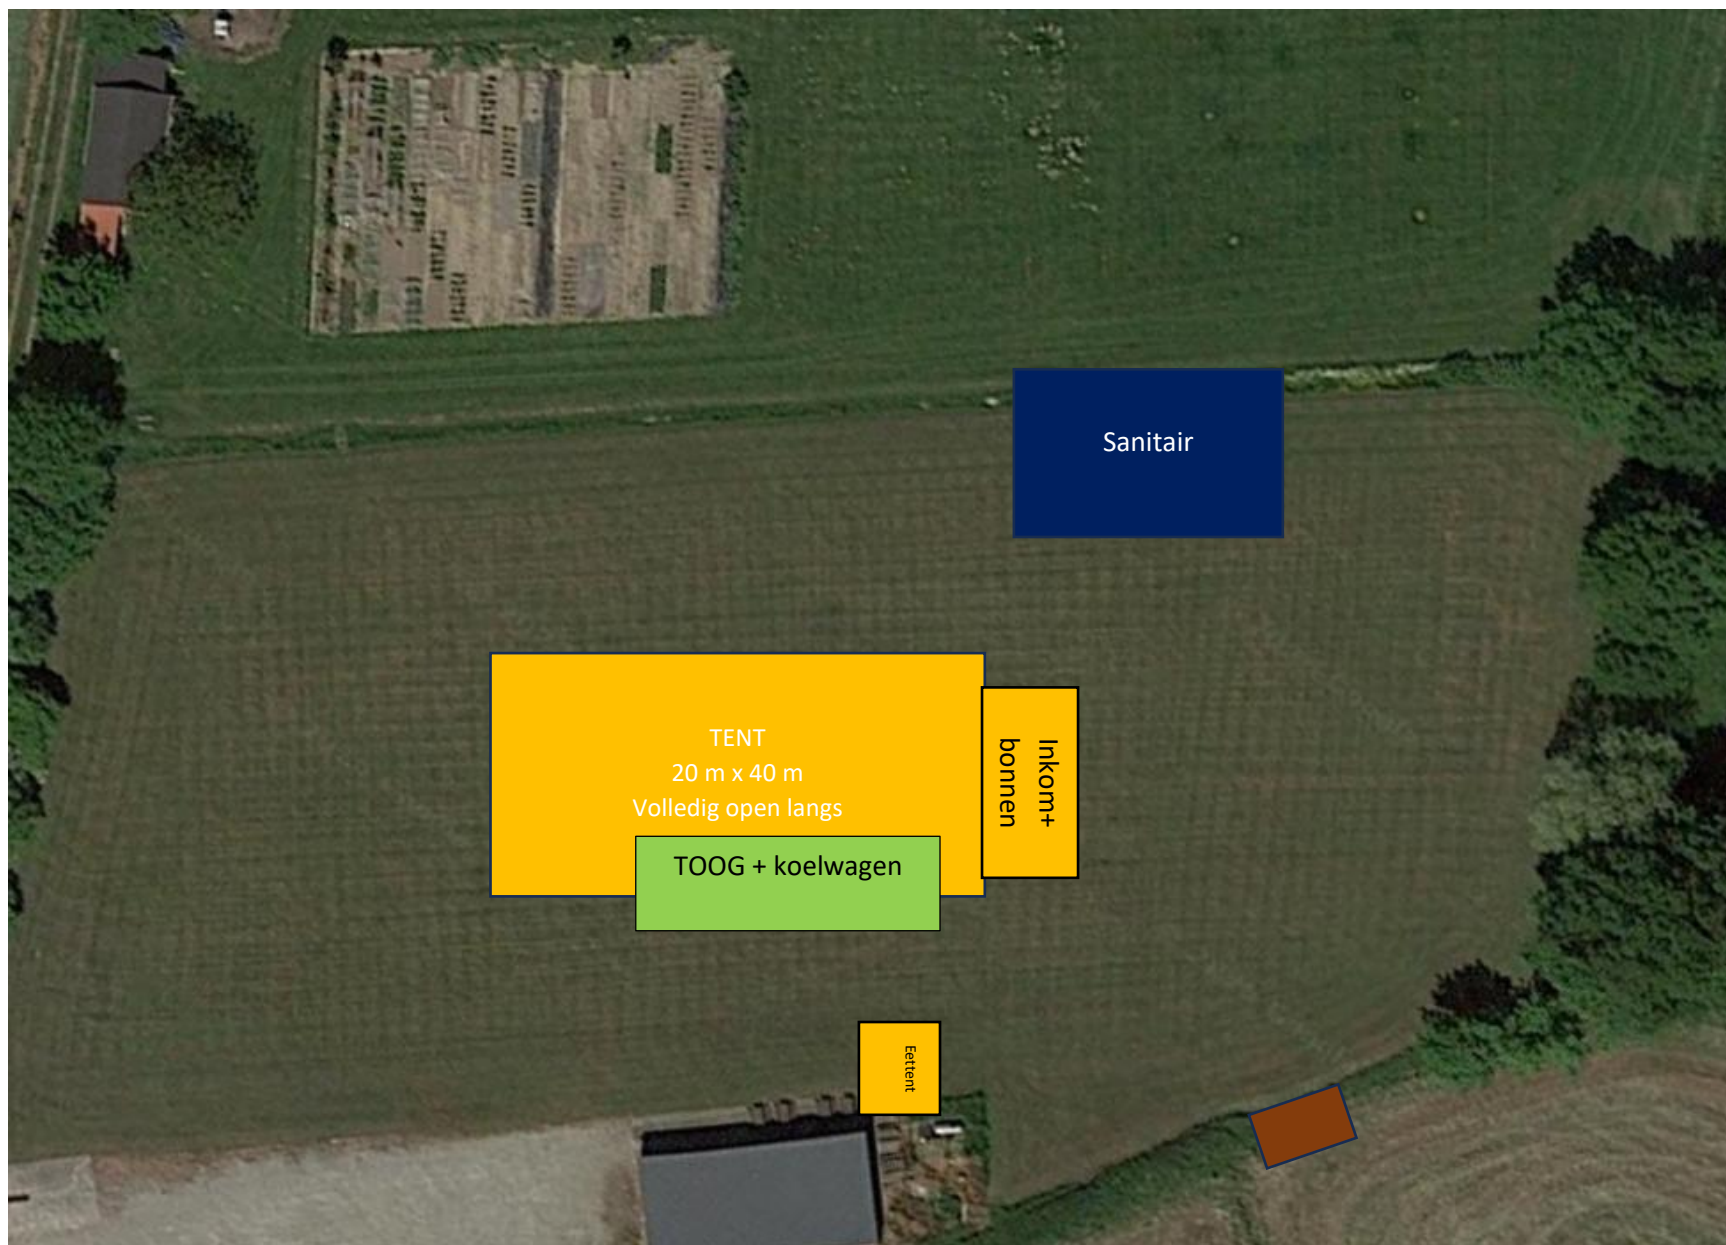 Sanitair
TENT
20 m x 40 m
Volledig open langs
Inkom+
bonnen
TOOG + koelwagen
Eettent